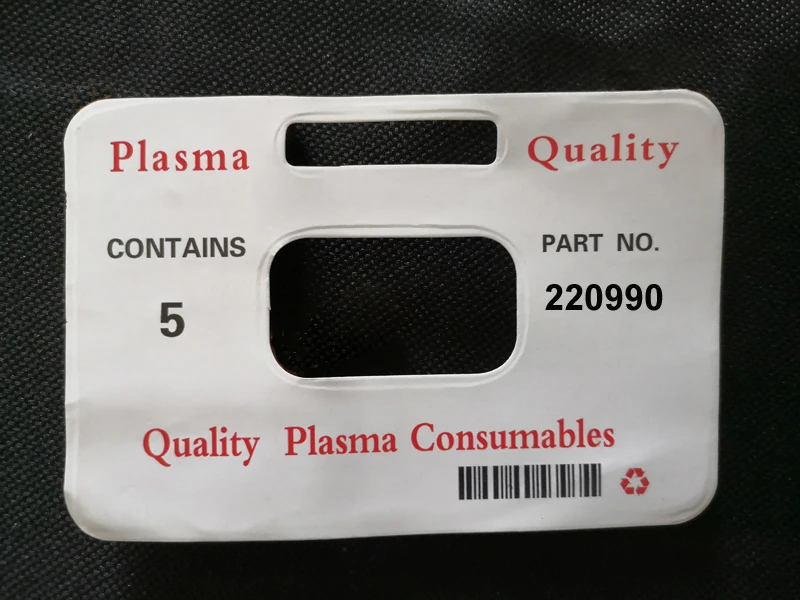 Plasma Quality
CONTAINS PART NO.
5 220990
Quality Plasma Consumables